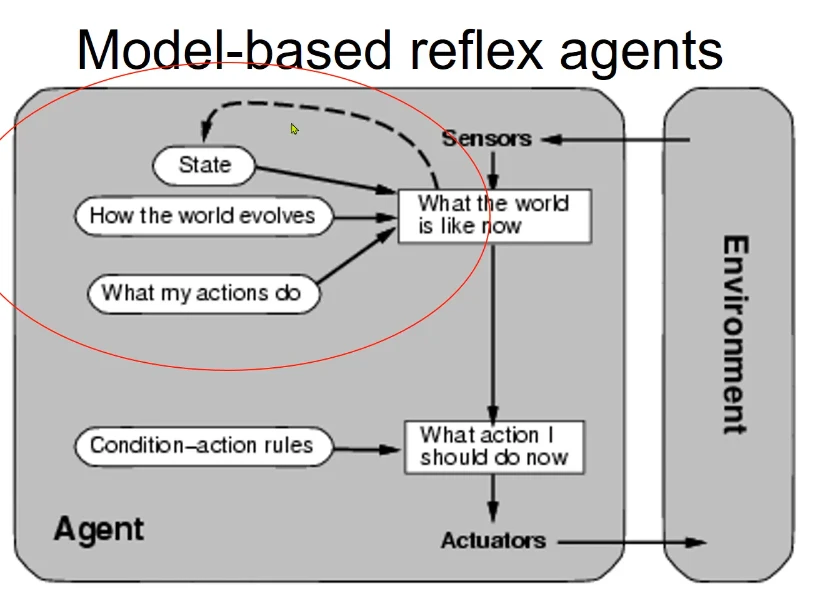 Model-based reflex agents
Sensors
State
What the world
is like now
How the world evolves
What my actions do
Environment
Condition–action rules
What action I
should do now
Agent
Actuators